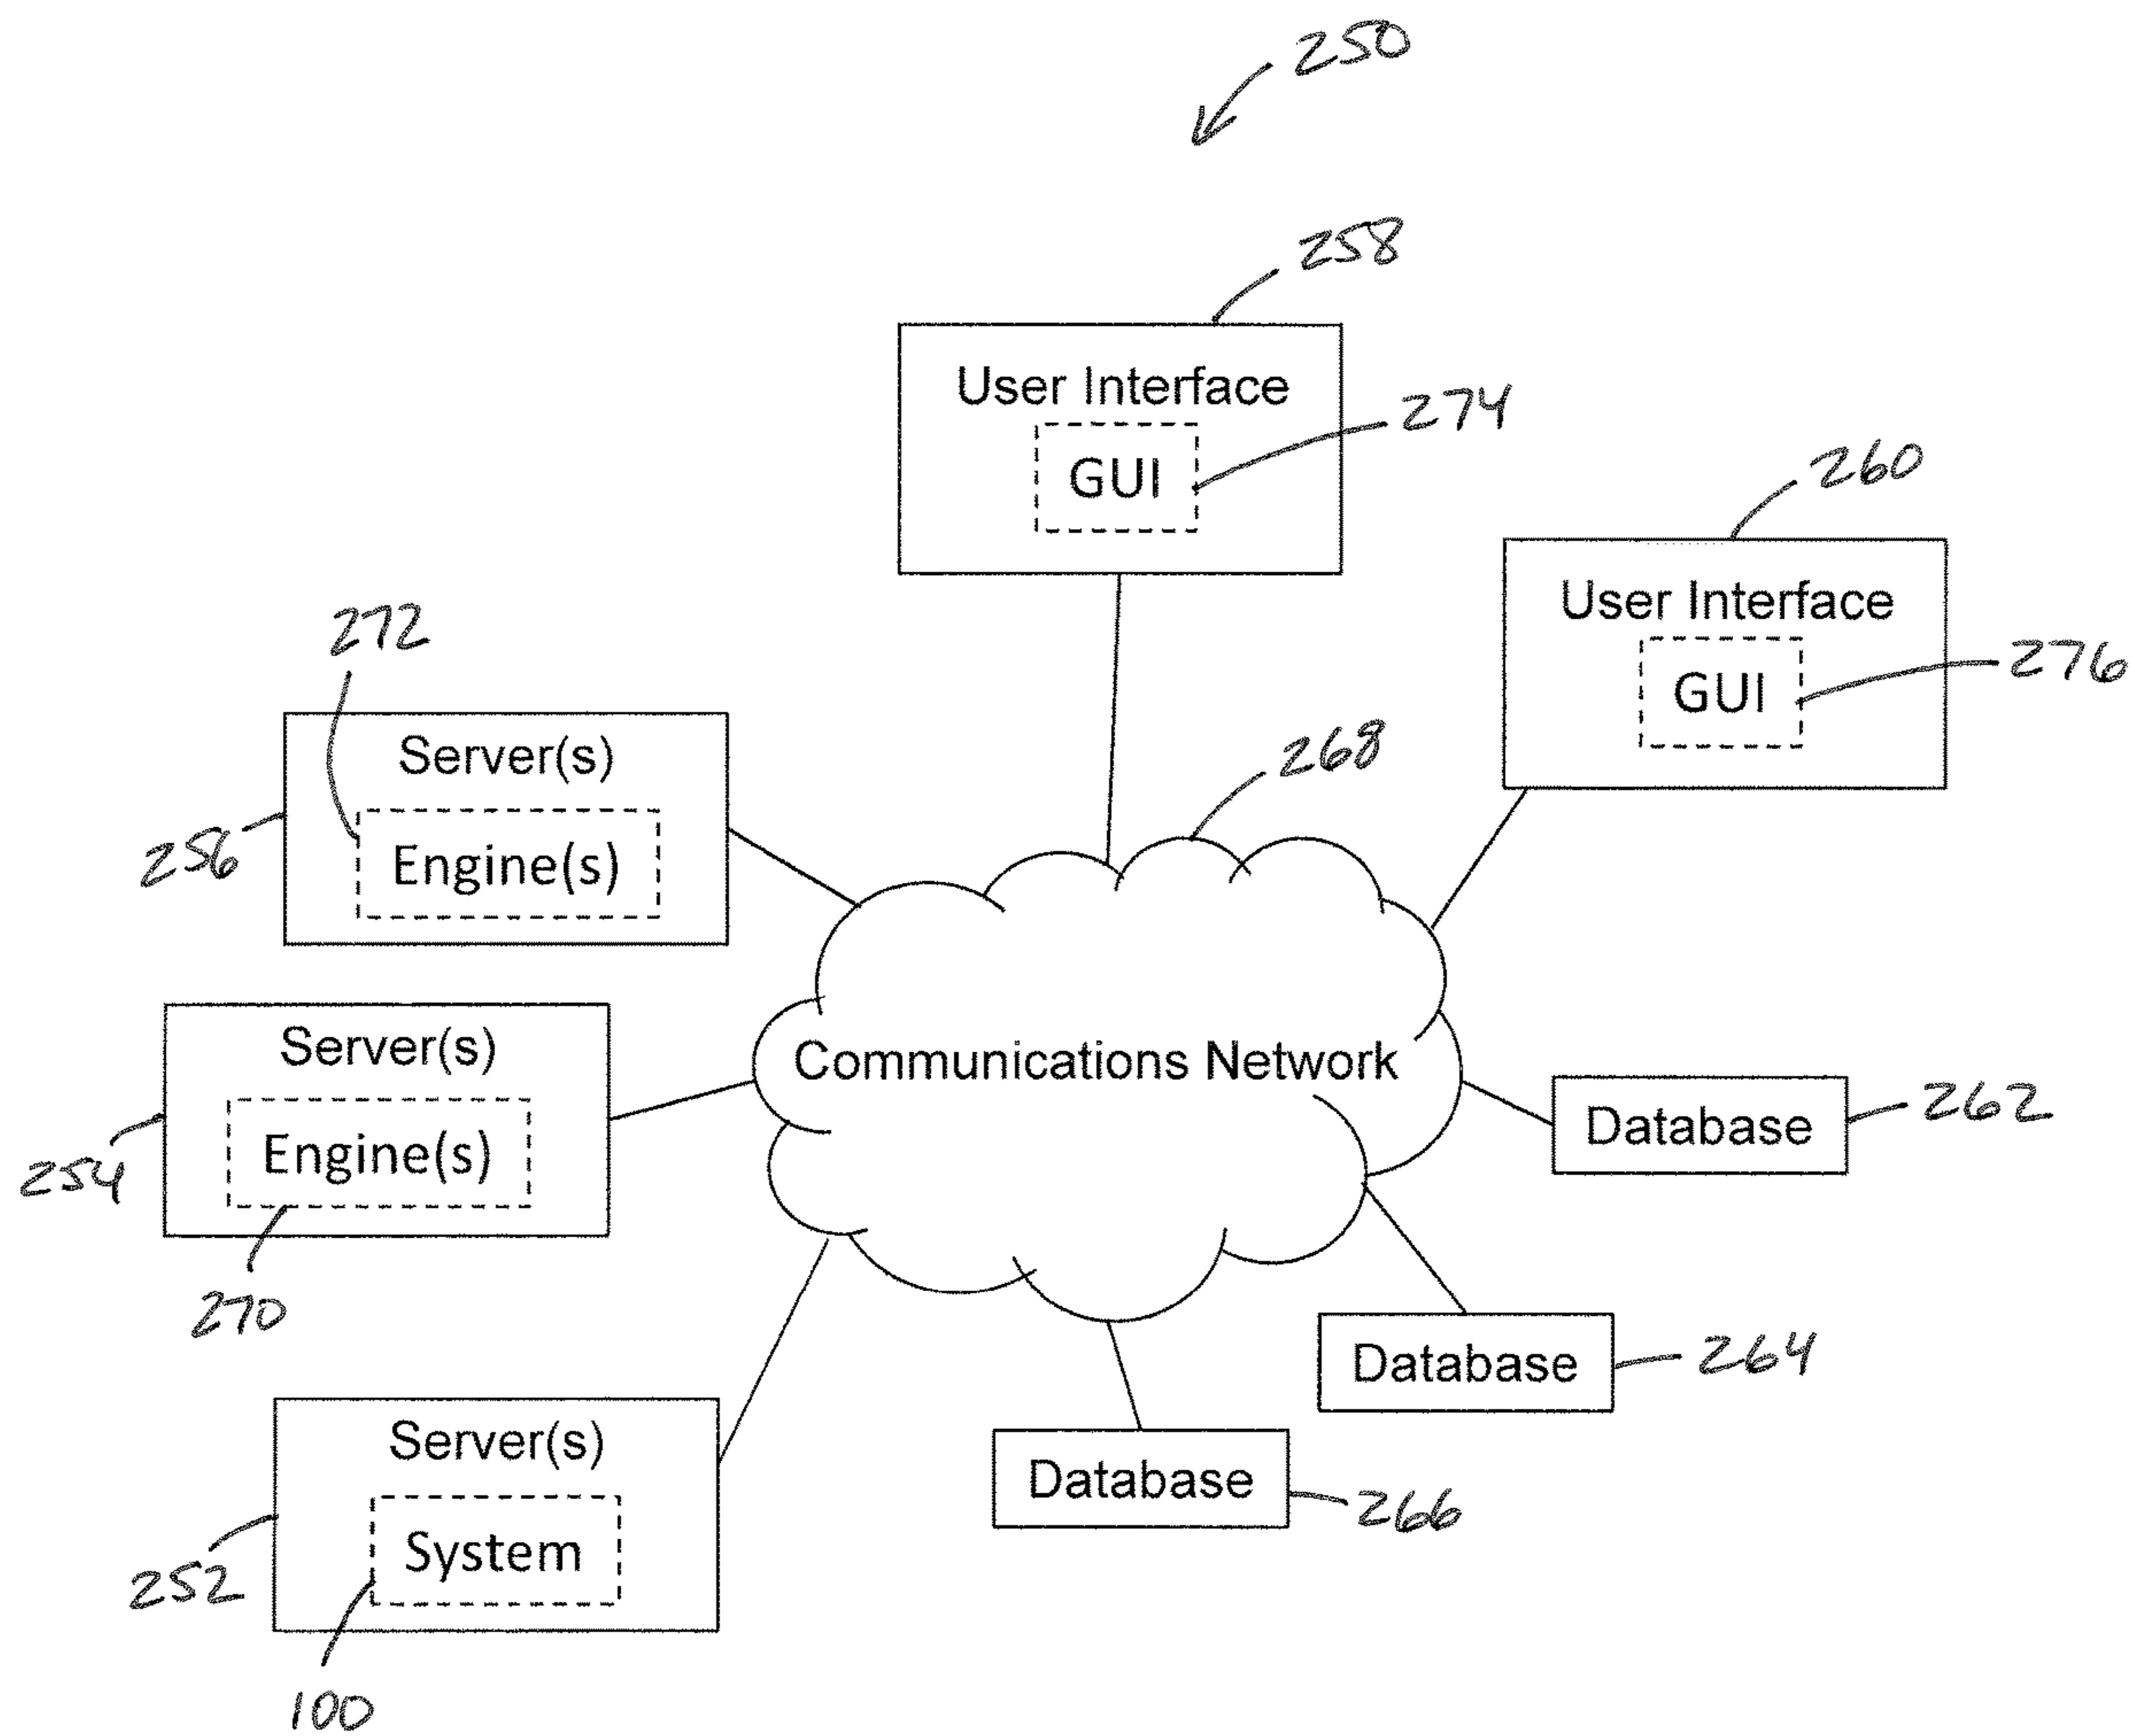 250
258
User Interface
274
GUI
260
User Interface
276
GUI
272
Server(s)
268
256
Engine(s)
Server(s)
Communications Network
262
Database
254
Engine(s)
270
Database
264
Server(s)
Database
266
252
System
100